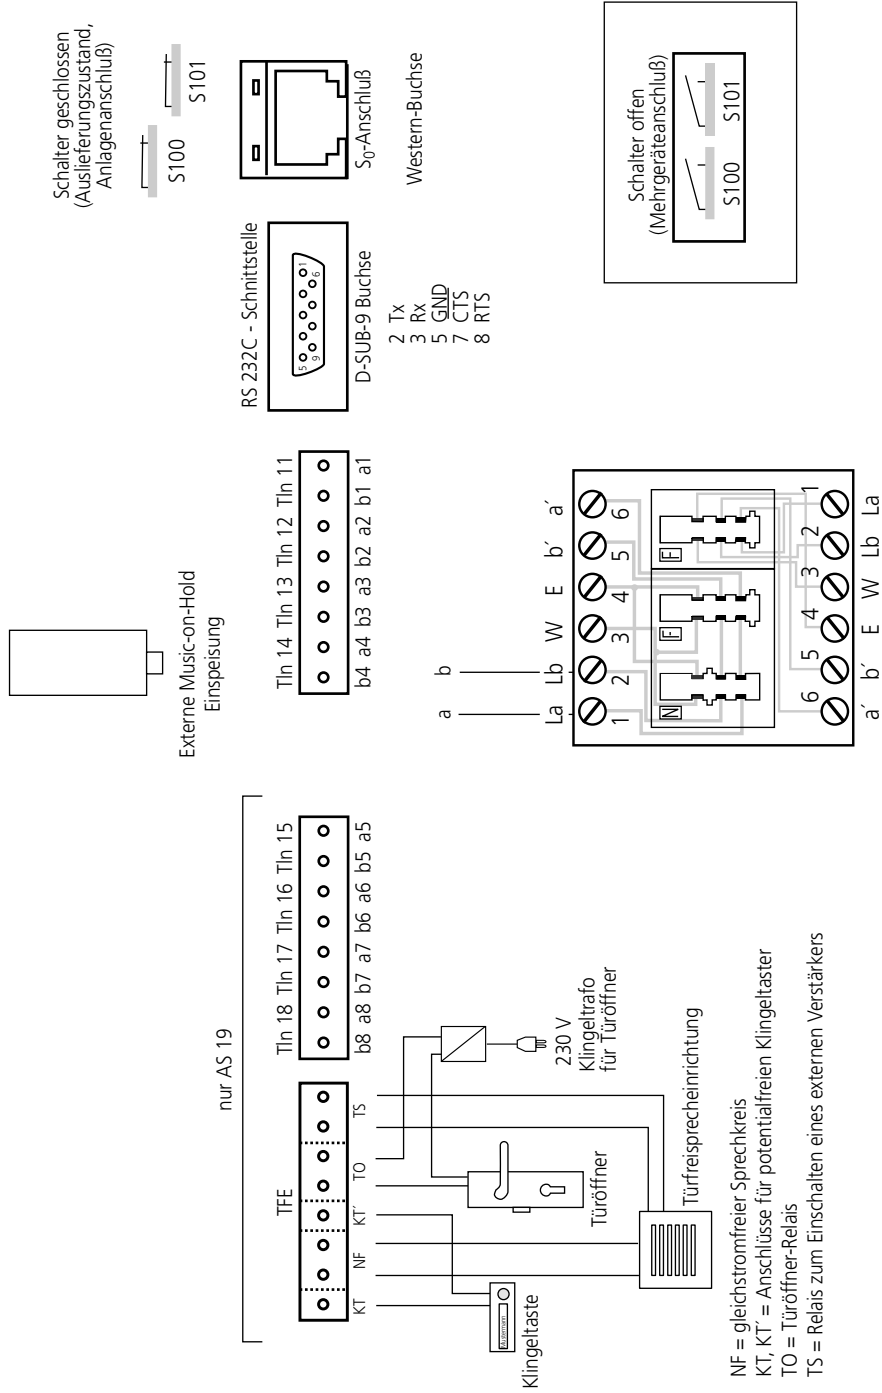 nur AS 19
TFE
KT
NF
KT´
TO
TS
Tln 18 Tln 17 Tln 16 Tln 15
b8 a8 b7 a7 b6 a6 b5 a5
Klingeltaste
Mustermann
Türöffner
230 V
Klingeltrafo
für Türöffner
Türfreisprecheinrichtung
NF = gleichstromfreier Sprechkreis
KT, KT´ = Anschlüsse für potentialfreien Klingeltaster
TO = Türöffner-Relais
TS = Relais zum Einschalten eines externen Verstärkers
Externe Music-on-Hold
Einspeisung
Tln 14 Tln 13 Tln 12 Tln 11
b4 a4 b3 a3 b2 a2 b1 a1
a
b
La Lb W E b´ a´
1 2 3 4 5 6
N F F
6 5 4 3 2 1
a´ b´ E W Lb La
RS 232C - Schnittstelle
5 1
9 6
D-SUB-9 Buchse
2 Tx
3 Rx
5 GND
7 CTS
8 RTS
Schalter geschlossen
(Auslieferungszustand,
Anlagenanschluß)
S100
S101
S₀-Anschluß
Western-Buchse
Schalter offen
(Mehrgeräteanschluß)
S100
S101